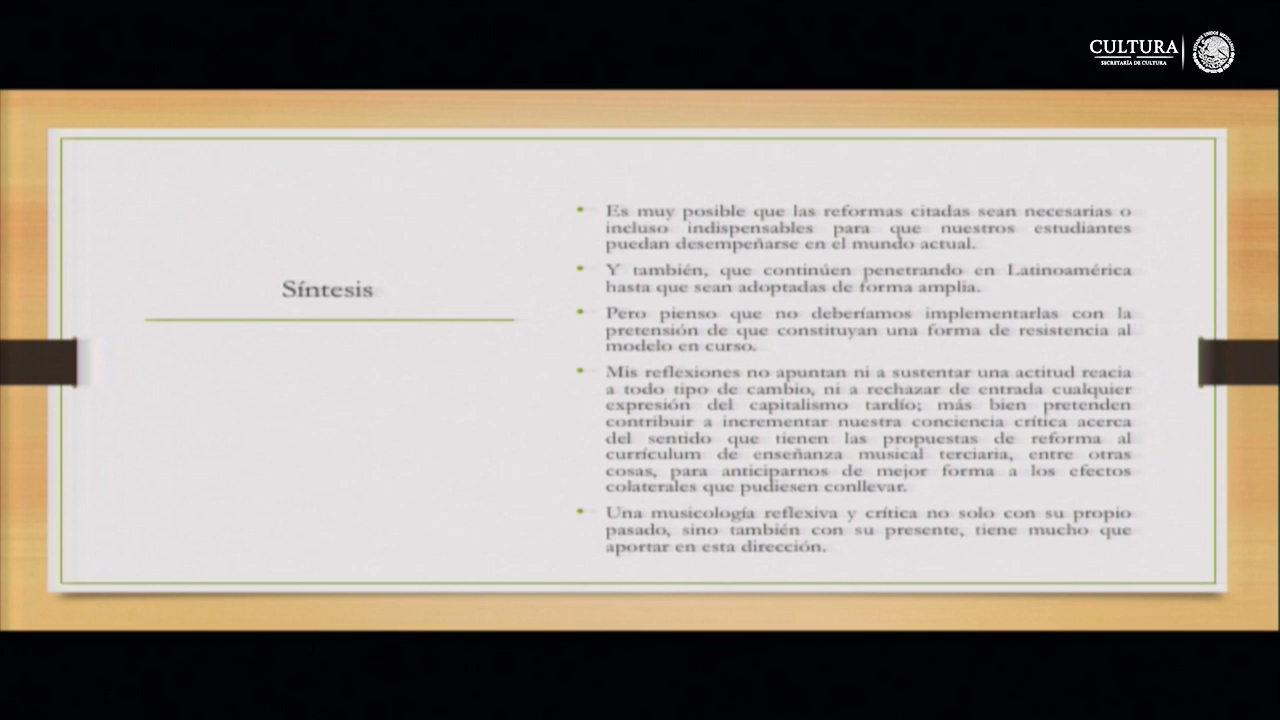 CULTURA
SECRETARÍA DE CULTURA
Síntesis
• Es muy posible que las reformas citadas sean necesarias o
incluso indispensables para que nuestros estudiantes
puedan desempeñarse en el mundo actual.
• Y también, que continúen penetrando en Latinoamérica
hasta que sean adoptadas de forma amplia.
• Pero pienso que no deberíamos implementarlas con la
pretensión de que constituyan una forma de resistencia al
modelo en curso.
• Mis reflexiones no apuntan ni a sustentar una actitud reacia
a todo tipo de cambio, ni a rechazar de entrada cualquier
expresión del capitalismo tardío; más bien pretenden
contribuir a incrementar nuestra conciencia crítica acerca
del sentido que tienen las propuestas de reforma al
currículum de enseñanza musical terciaria, entre otras
cosas, para anticiparnos de mejor forma a los efectos
colaterales que pudiesen conllevar.
• Una musicología reflexiva y crítica no solo con su propio
pasado, sino también con su presente, tiene mucho que
aportar en esta dirección.